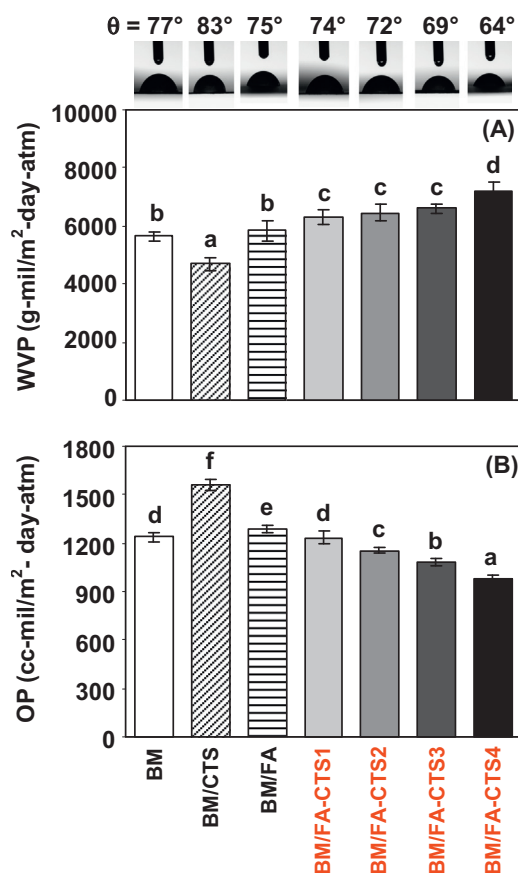 θ = 77° 83° 75° 74° 72° 69° 64°
(A)
WVP (g-mil/m²-day-atm)
10000
8000
6000
4000
2000
0
b
a
b
c
c
c
d
(B)
OP (cc-mil/m²- day-atm)
1800
1500
1200
900
600
300
0
d
f
e
d
c
b
a
BM
BM/CTS
BM/FA
BM/FA-CTS1
BM/FA-CTS2
BM/FA-CTS3
BM/FA-CTS4